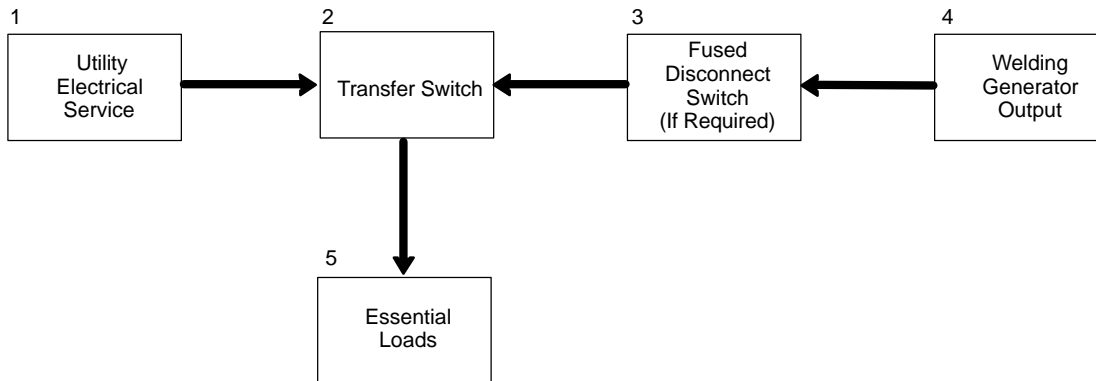 1
Utility
Electrical
Service
2
Transfer Switch
3
Fused
Disconnect
Switch
(If Required)
4
Welding
Generator
Output
5
Essential
Loads